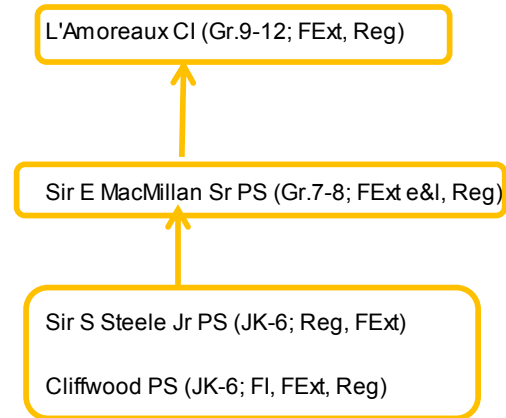 L'Amoreaux CI (Gr.9-12; FExt, Reg)
Sir E MacMillan Sr PS (Gr.7-8; FExt e&I, Reg)
Sir S Steele Jr PS (JK-6; Reg, FExt)
Cliffwood PS (JK-6; FI, FExt, Reg)